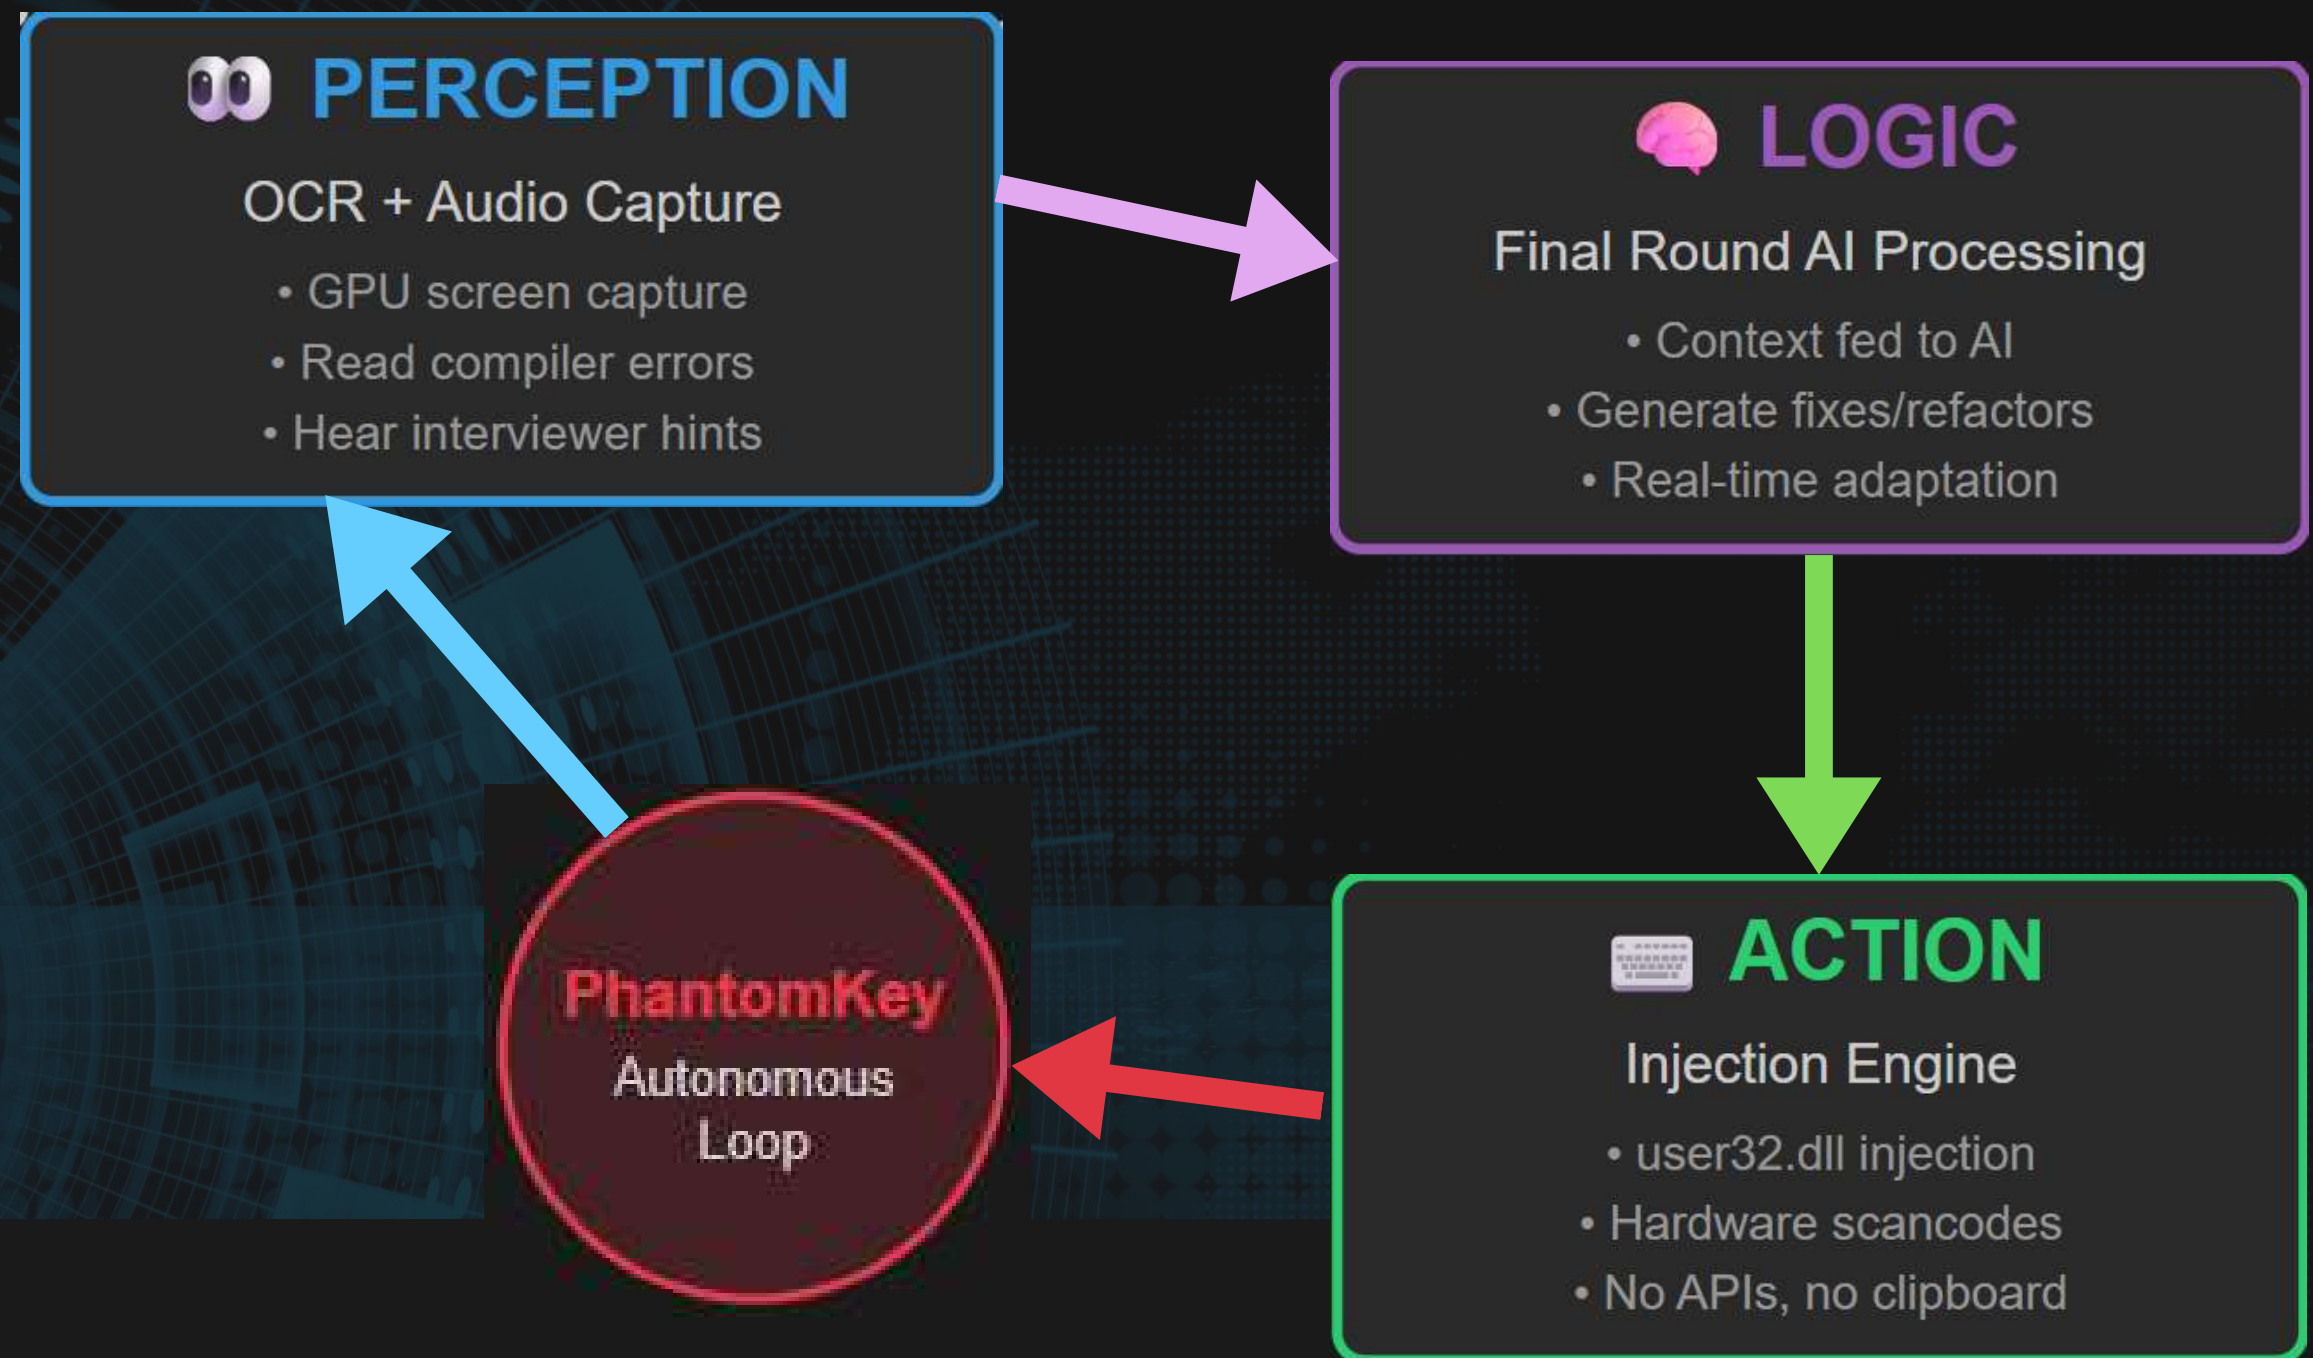 PERCEPTION
OCR + Audio Capture
• GPU screen capture
• Read compiler errors
• Hear interviewer hints
LOGIC
Final Round AI Processing
• Context fed to AI
• Generate fixes/refactors
• Real-time adaptation
ACTION
Injection Engine
• user32.dll injection
• Hardware scancodes
• No APIs, no clipboard
PhantomKey
Autonomous
Loop